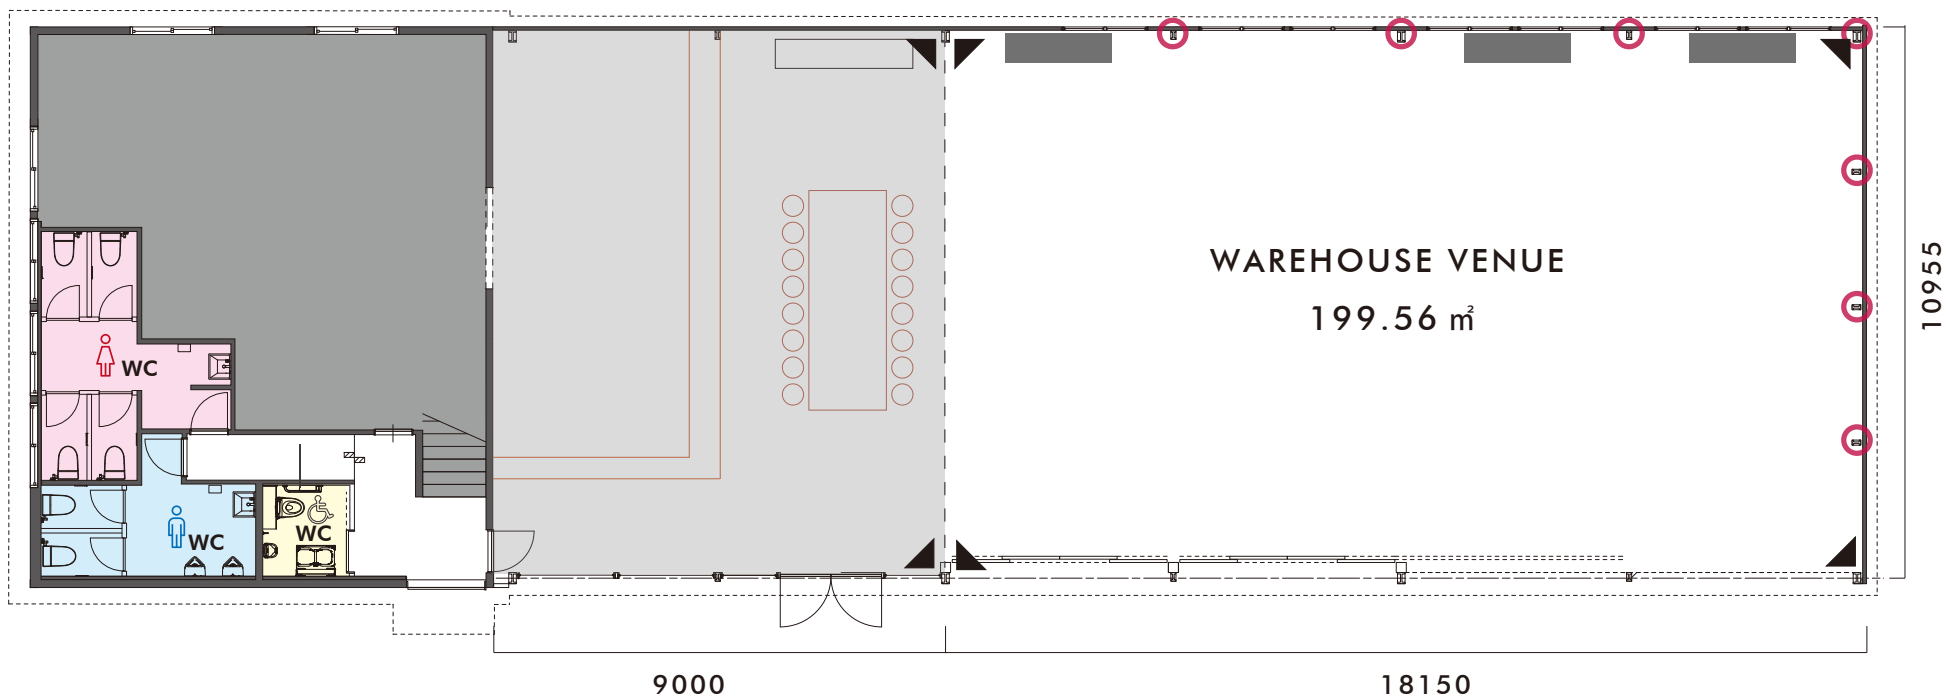 WAREHOUSE VENUE
199.56 ㎡
10955
WC
WC
WC
9000
18150